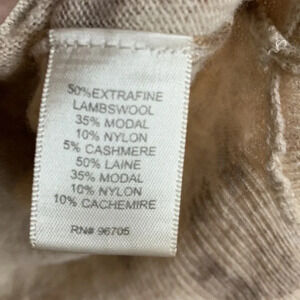 50%EXTRAFINE
LAMBSWOOL
35% MODAL
10% NYLON
5% CASHMERE
50% LAINE
35% MODAL
10% NYLON
10% CACHEMIRE
RN# 96705